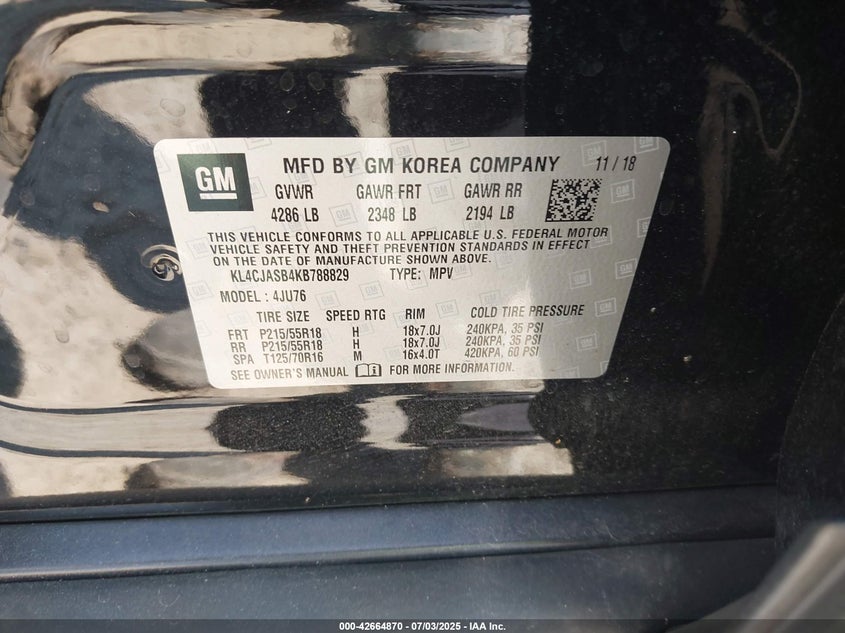 GM
MFD BY GM KOREA COMPANY 11/18
GVWR GAWR FRT GAWR RR
4286 LB 2348 LB 2194 LB
THIS VEHICLE CONFORMS TO ALL APPLICABLE U.S. FEDERAL MOTOR
VEHICLE SAFETY AND THEFT PREVENTION STANDARDS IN EFFECT
ON THE DATE OF MANUFACTURE SHOWN ABOVE.
KL4CJASB4KB788829 TYPE: MPV
MODEL: 4JU76
TIRE SIZE SPEED RTG RIM COLD TIRE PRESSURE
FRT P215/55R18 H 18x7.0J 240KPA, 35 PSI
RR P215/55R18 H 18x7.0J 240KPA, 35 PSI
SPA T125/70R16 M 16x4.0T 420KPA, 60 PSI
SEE OWNER'S MANUAL FOR MORE INFORMATION.
000-42664870 | 07/03/2025 - IAA Inc.